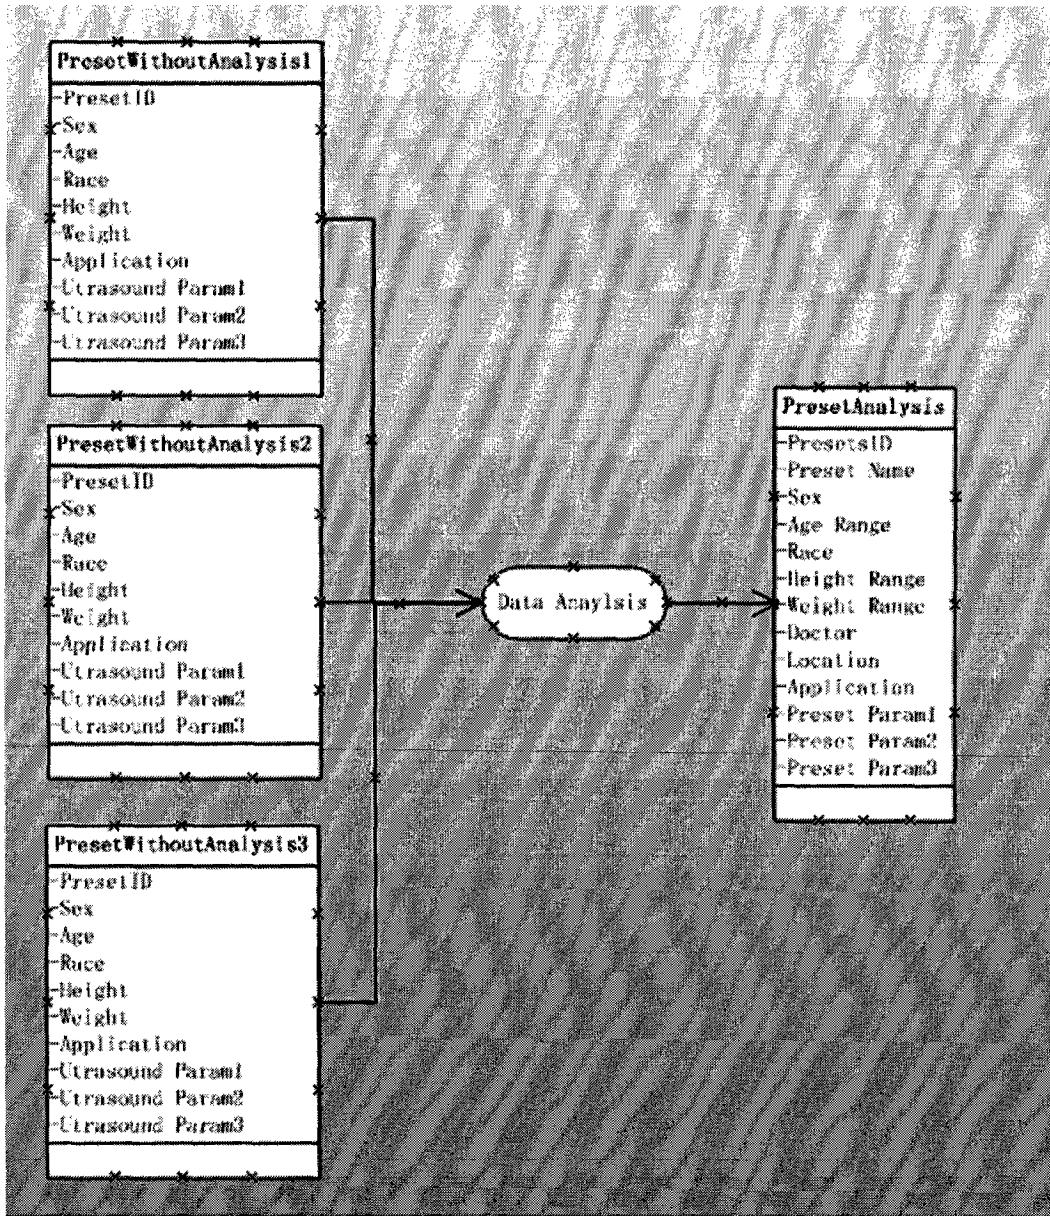 PresetWithoutAnalysis1
-PresetID
-Sex
-Age
-Race
-Height
-Weight
-Application
-Utrasound Param1
-Utrasound Param2
-Utrasound Param3
PresetWithoutAnalysis2
-PresetID
-Sex
-Age
-Race
-Height
-Weight
-Application
-Utrasound Param1
-Utrasound Param2
-Utrasound Param3
PresetWithoutAnalysis3
-PresetID
-Sex
-Age
-Race
-Height
-Weight
-Application
-Utrasound Param1
-Utrasound Param2
-Utrasound Param3
Data Anaylsis
PresetAnalysis
-PresetsID
-Preset Name
-Sex
-Age Range
-Race
-Height Range
-Weight Range
-Doctor
-Location
-Application
-Preset Param1
-Preset Param2
-Preset Param3